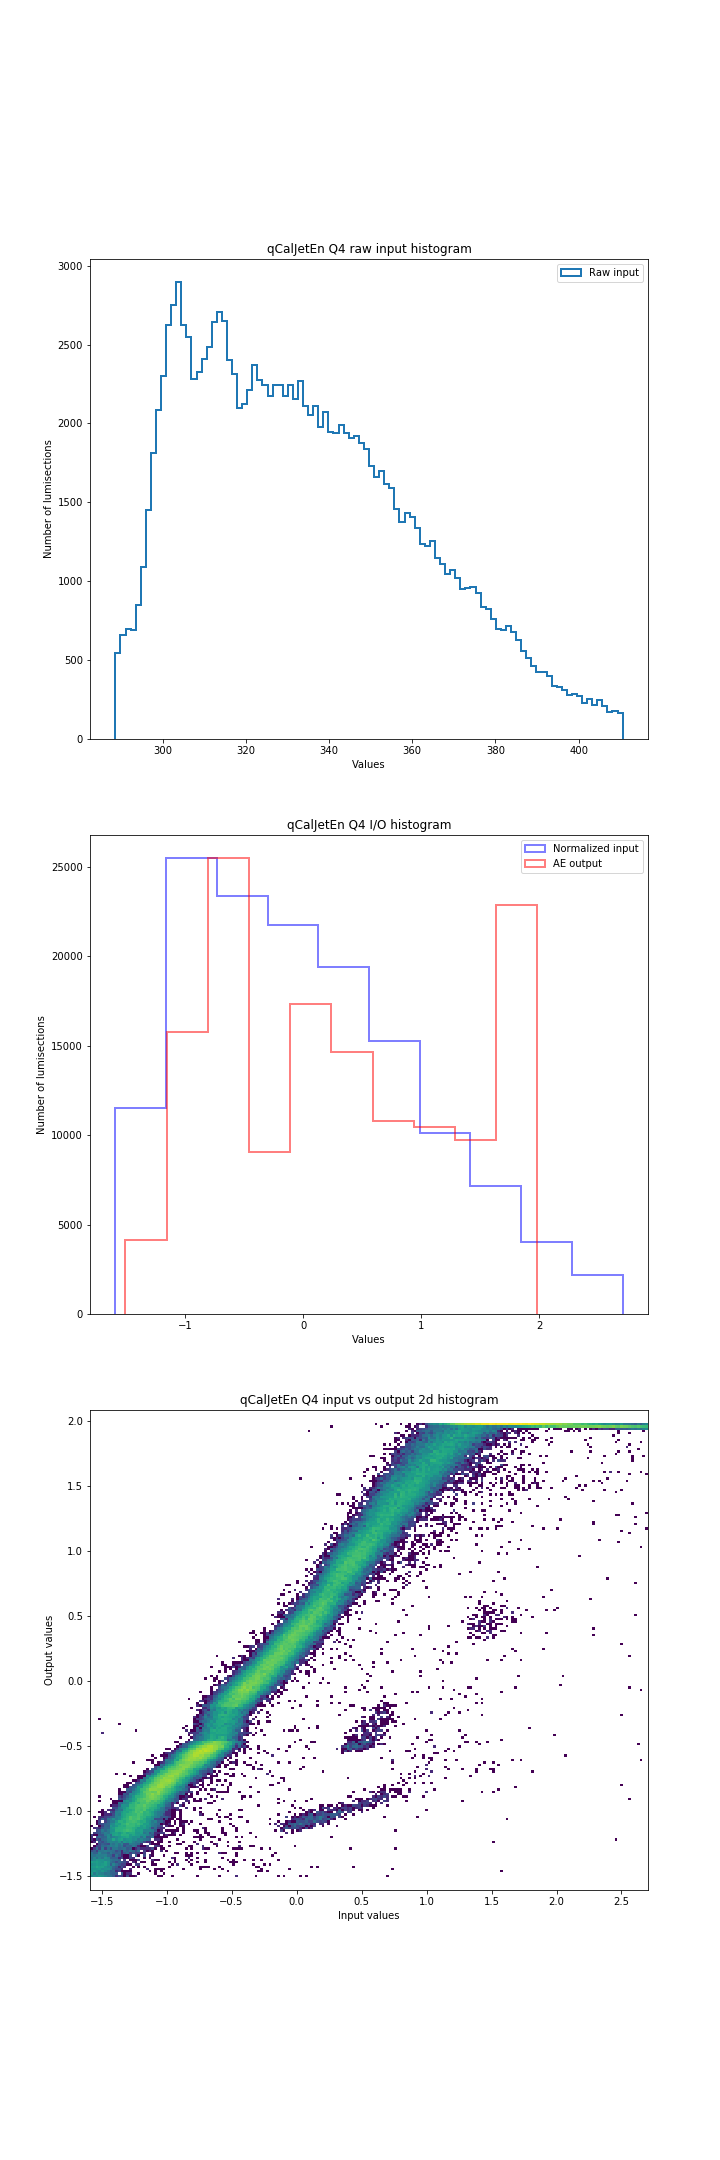 qCalJetEn Q4 raw input histogram
3000
2500
2000
1500
1000
500
0
Number of lumisections
Raw input
300 320 340 360 380 400
Values
qCalJetEn Q4 I/O histogram
25000
20000
15000
10000
5000
0
Number of lumisections
Normalized input
AE output
−1 0 1 2
Values
qCalJetEn Q4 input vs output 2d histogram
2.0
1.5
1.0
0.5
0.0
−0.5
−1.0
−1.5
Output values
−1.5 −1.0 −0.5 0.0 0.5 1.0 1.5 2.0 2.5
Input values